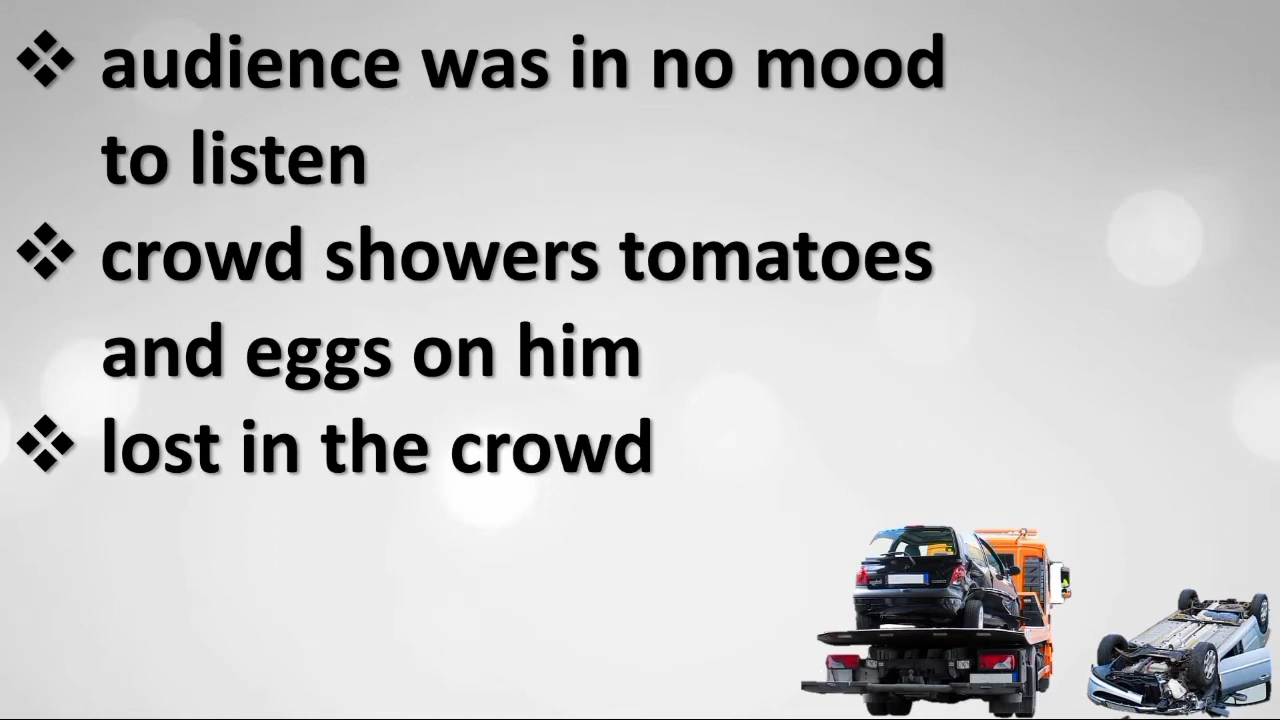 ❖ audience was in no mood
to listen
❖ crowd showers tomatoes
and eggs on him
❖ lost in the crowd